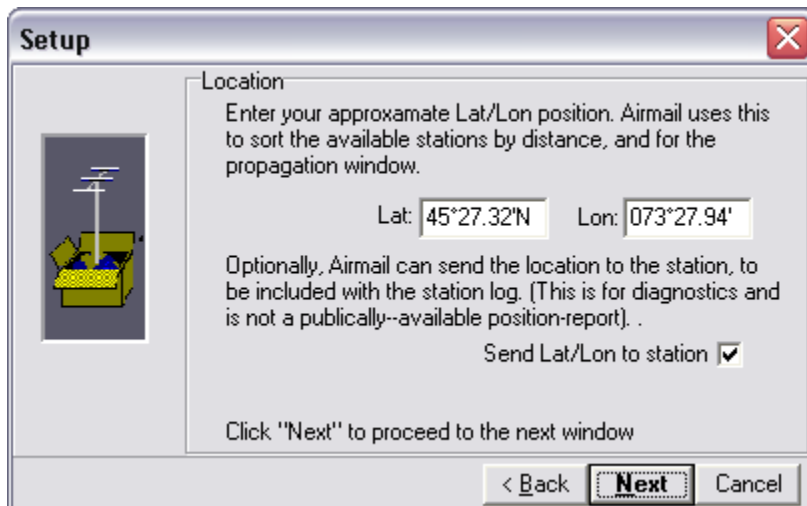 Setup
Location
Enter your approxamate Lat/Lon position. Airmail uses this
to sort the available stations by distance, and for the
propagation window.
Lat: 45°27.32'N Lon: 073°27.94'
Optionally, Airmail can send the location to the station, to
be included with the station log. (This is for diagnostics and
is not a publically--available position-report). .
Send Lat/Lon to station
Click "Next" to proceed to the next window
< Back Next Cancel